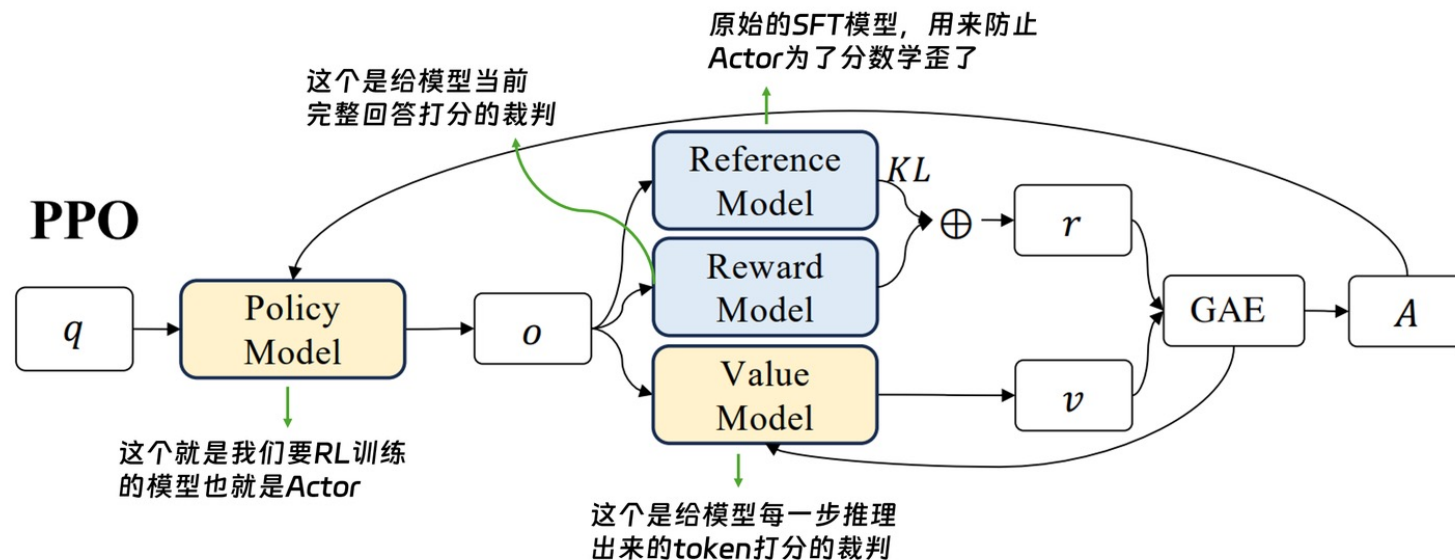 原始的SFT模型，用来防止
Actor为了分数学歪了
这个是给模型当前
完整回答打分的裁判
PPO
q
Policy
Model
o
Reference
Model
KL
⊕
r
Reward
Model
Value
Model
v
GAE
A
这个就是我们要RL训练
的模型也就是Actor
这个是给模型每一步推理
出来的token打分的裁判